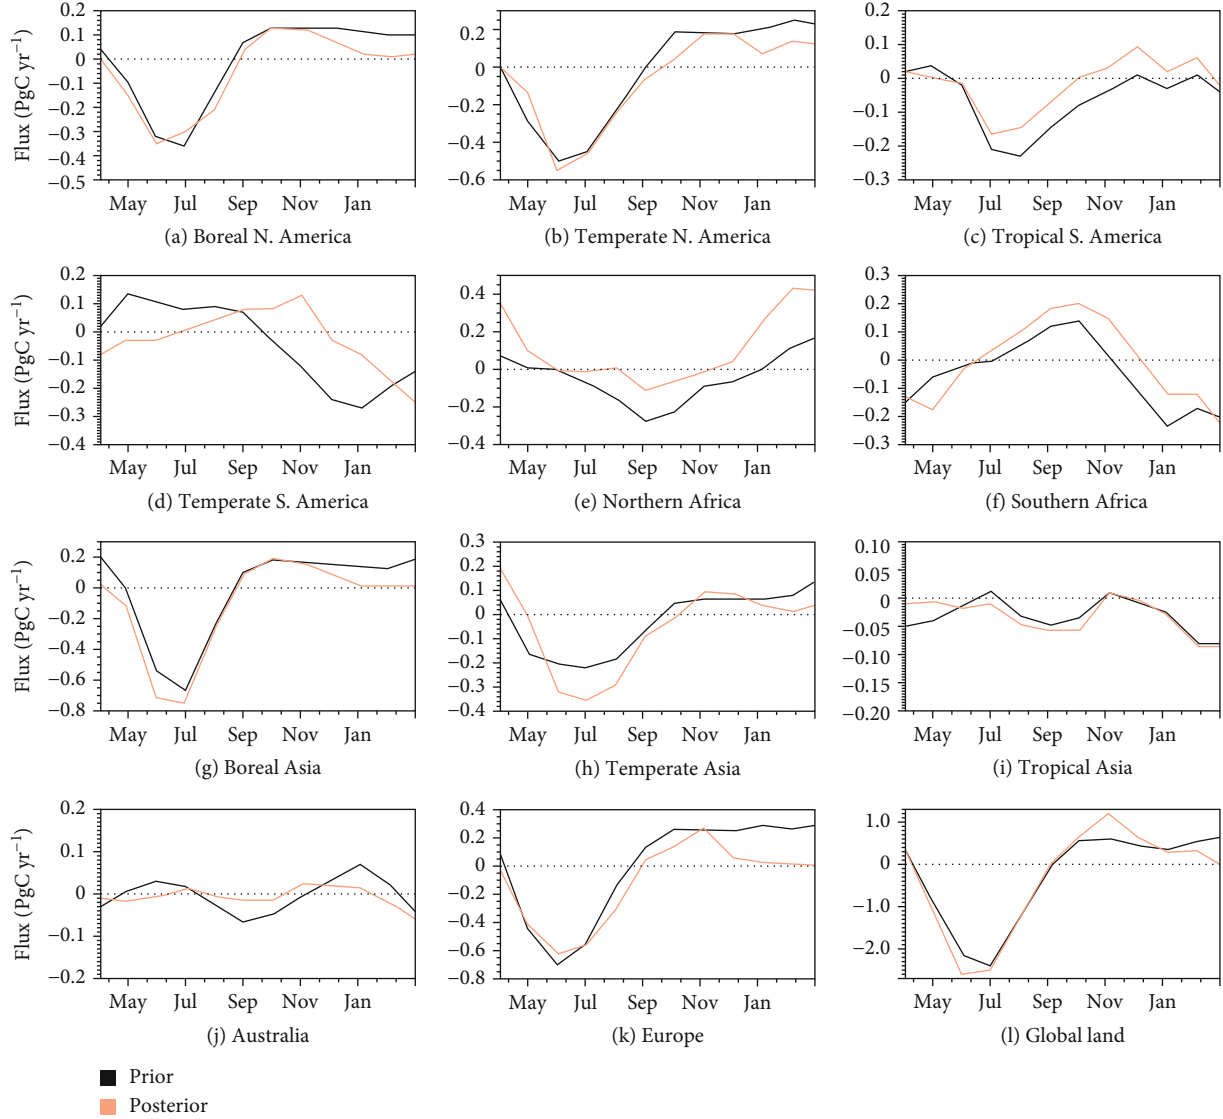 Flux (PgC yr−1)
0.2
0.1
0
−0.1
−0.2
−0.3
−0.4
−0.5
May Jul Sep Nov Jan
(a) Boreal N. America
0.2
0
−0.2
−0.4
−0.6
May Jul Sep Nov Jan
(b) Temperate N. America
0.2
0.1
0
−0.1
−0.2
−0.3
May Jul Sep Nov Jan
(c) Tropical S. America
Flux (PgC yr−1)
0.2
0.1
0
−0.1
−0.2
−0.3
−0.4
May Jul Sep Nov Jan
(d) Temperate S. America
0.4
0.2
0
−0.2
0.4
May Jul Sep Nov Jan
(e) Northern Africa
0.3
0.2
0.1
0
−0.1
−0.2
−0.3
May Jul Sep Nov Jan
(f) Southern Africa
Flux (PgC yr−1)
0.2
0
−0.2
−0.4
−0.6
−0.8
May Jul Sep Nov Jan
(g) Boreal Asia
0.3
0.2
0.1
0
−0.1
−0.2
−0.3
−0.4
May Jul Sep Nov Jan
(h) Temperate Asia
0.10
0.05
0
−0.05
−0.10
−0.15
−0.20
May Jul Sep Nov Jan
(i) Tropical Asia
Flux (PgC yr−1)
0.2
0.1
0
−0.1
−0.2
May Jul Sep Nov Jan
(j) Australia
0.4
0.2
0
−0.2
−0.4
−0.6
−0.8
May Jul Sep Nov Jan
(k) Europe
1.0
0
−1.0
−2.0
May Jul Sep Nov Jan
(l) Global land
Prior
Posterior